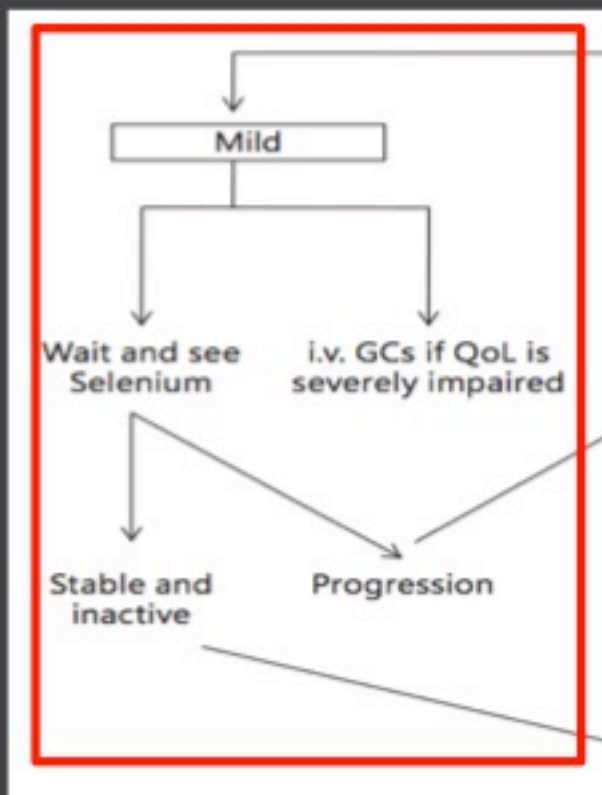 Mild
Wait and see
Selenium
i.v. GCs if QoL is
severely impaired
Stable and
inactive
Progression